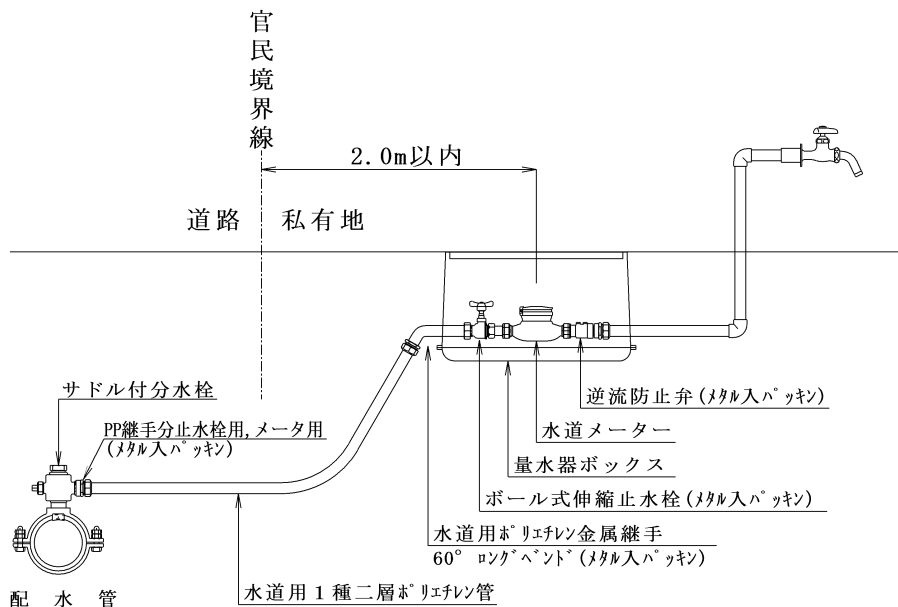 官民境界線
2.0m以内
道路 私有地
サドル付分水栓
PP継手分止水栓用,メータ用
(メタル入パッキン)
逆流防止弁(メタル入パッキン)
水道メーター
量水器ボックス
ボール式伸縮止水栓(メタル入パッキン)
水道用ポリエチレン金属継手
60° ロングベンド(メタル入パッキン)
水道用1種二層ポリエチレン管
配水管